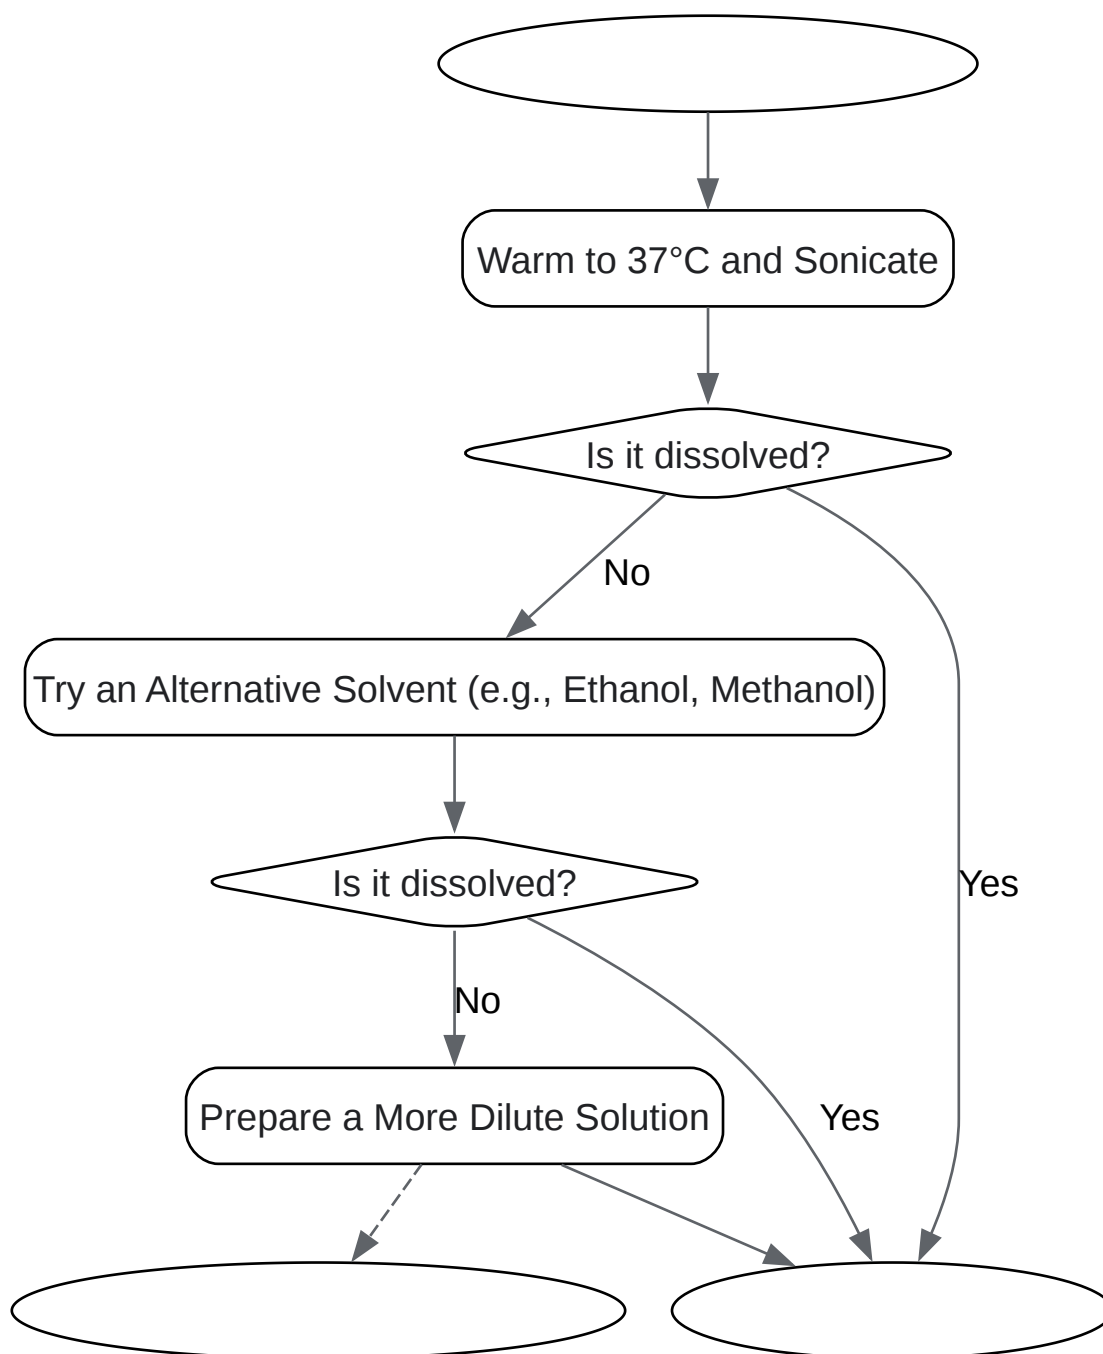 Warm to 37°C and Sonicate
Is it dissolved?
No
Try an Alternative Solvent (e.g., Ethanol, Methanol)
Is it dissolved?
Yes
No
Prepare a More Dilute Solution
Yes